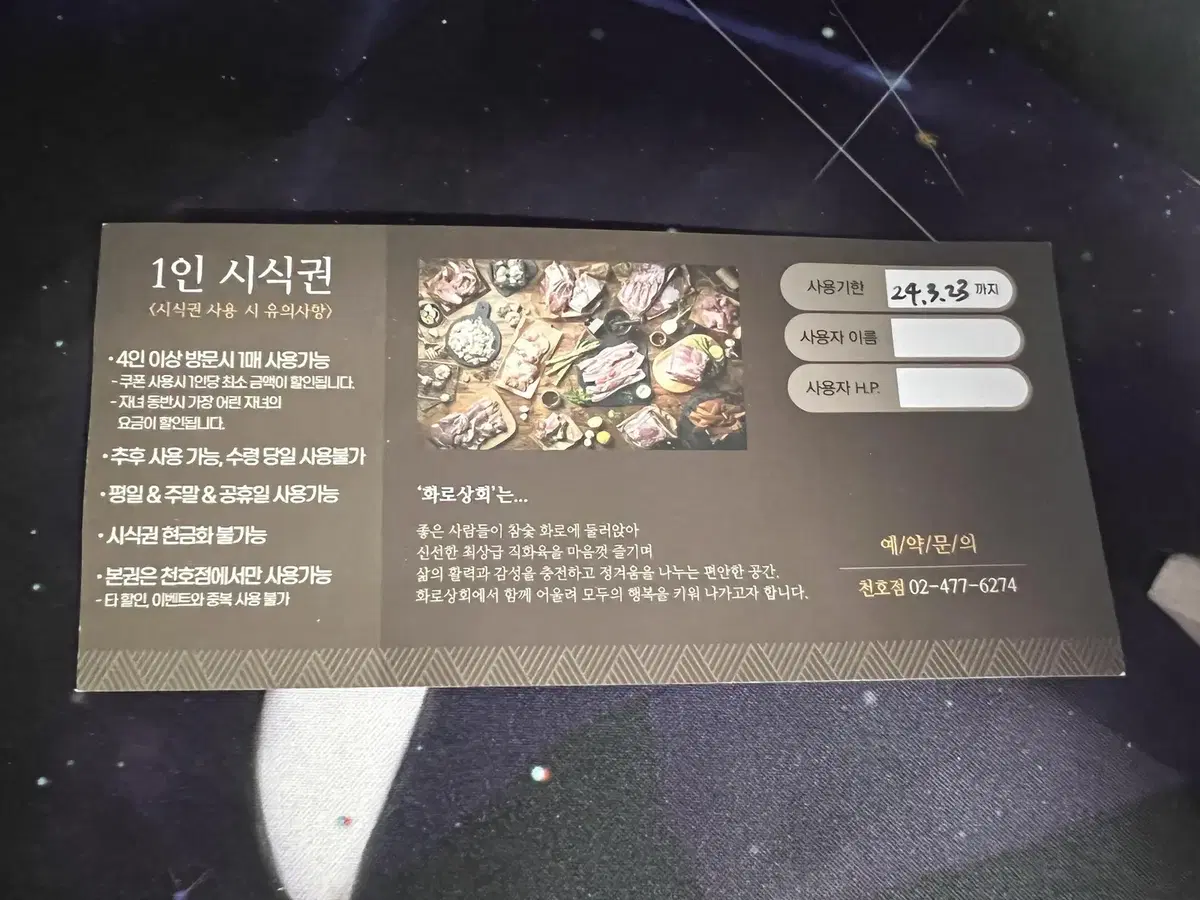 1인 시식권
<시식권 사용 시 유의사항>
· 4인 이상 방문시 1매 사용가능
- 쿠폰 사용시 1인당 최소 금액이 할인됩니다.
- 자녀 동반시 가장 어린 자녀의
요금이 할인됩니다.
· 추후 사용 가능, 수령 당일 사용불가
· 평일 & 주말 & 공휴일 사용가능
· 시식권 현금화 불가능
· 본권은 천호점에서만 사용가능
- 타 할인, 이벤트와 중복 사용 불가
'화로상회'는...
좋은 사람들이 참숯 화로에 둘러앉아
신선한 최상급 직화육을 마음껏 즐기며
삶의 활력과 감성을 충전하고 정겨움을 나누는 편안한 공간.
화로상회에서 함께 어울려 모두의 행복을 키워 나가고자 합니다.
사용기한 24.3.23 까지
사용자 이름
사용자 H.P.
예/약/문/의
천호점 02-477-6274